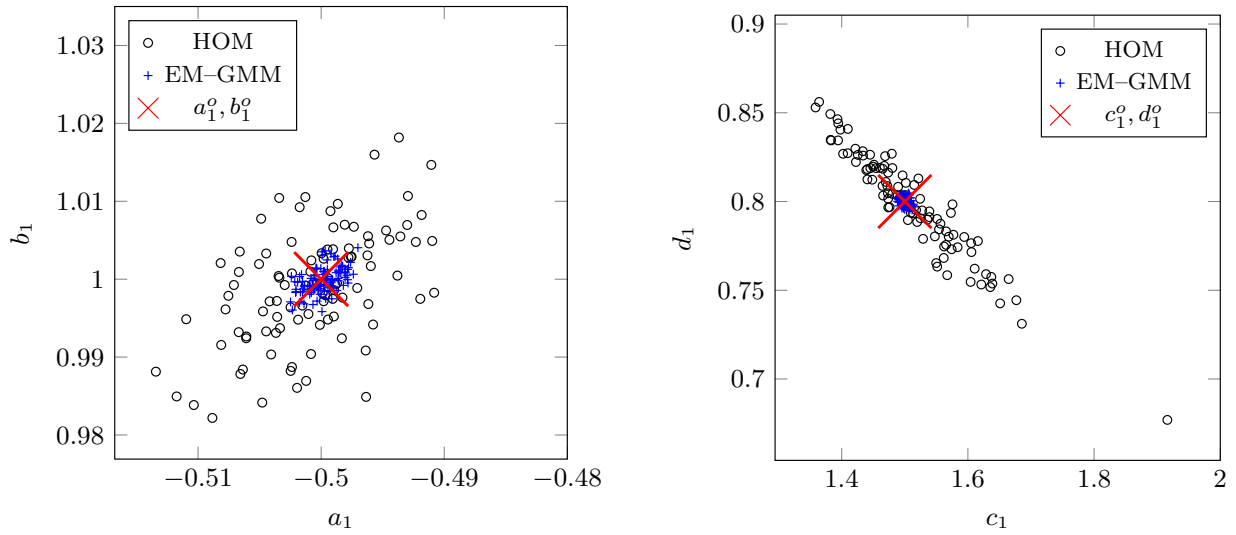 1.03
1.02
1.01
1
0.99
0.98
b₁
−0.51
−0.5
−0.49
−0.48
a₁
HOM
EM–GMM
a₁ᵒ, b₁ᵒ
0.9
0.85
0.8
0.75
0.7
d₁
1.4
1.6
1.8
2
c₁
HOM
EM–GMM
c₁ᵒ, d₁ᵒ